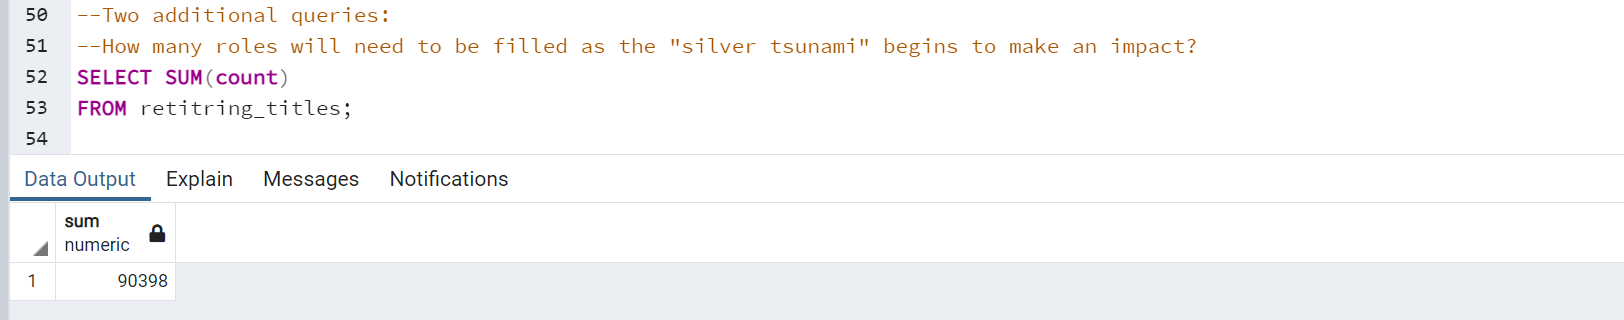 50 --Two additional queries:
51 --How many roles will need to be filled as the "silver tsunami" begins to make an impact?
52 SELECT SUM(count)
53 FROM retitring_titles;
54
Data Output Explain Messages Notifications
sum
numeric
1 90398